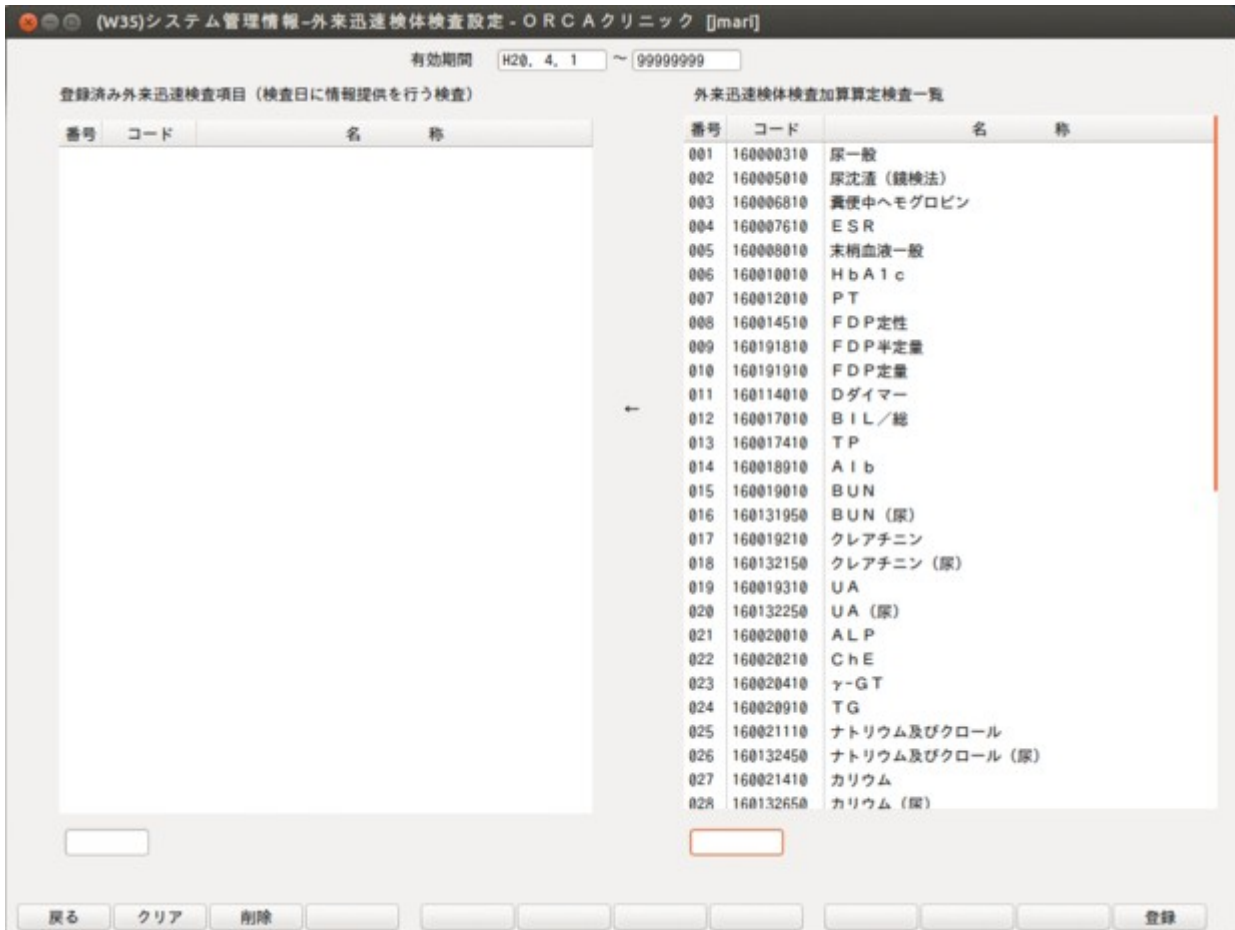 (W35)システム管理情報-外来迅速検体検査設定 - ＯＲＣＡクリニック [jmari]
有効期間 H20. 4. 1 ～ 99999999
登録済み外来迅速検査項目（検査日に情報提供を行う検査）
番号 コード 名 称
外来迅速検体検査加算算定検査一覧
番号 コード 名 称
001 160000310 尿一般
002 160005010 尿沈渣（鏡検法）
003 160006810 糞便中ヘモグロビン
004 160007610 ＥＳＲ
005 160008010 末梢血液一般
006 160010010 ＨｂＡ１ｃ
007 160012010 ＰＴ
008 160014510 ＦＤＰ定性
009 160191810 ＦＤＰ半定量
010 160191910 ＦＤＰ定量
011 160114010 Ｄダイマー
←
012 160017010 ＢＩＬ／総
013 160017410 ＴＰ
014 160018910 Ａｌｂ
015 160019010 ＢＵＮ
016 160131950 ＢＵＮ（尿）
017 160019210 クレアチニン
018 160132150 クレアチニン（尿）
019 160019310 ＵＡ
020 160132250 ＵＡ（尿）
021 160020010 ＡＬＰ
022 160020210 ＣｈＥ
023 160020410 γ-ＧＴ
024 160020910 ＴＧ
025 160021110 ナトリウム及びクロール
026 160132450 ナトリウム及びクロール（尿）
027 160021410 カリウム
028 160132650 カリウム（尿）
戻る クリア 削除 登録